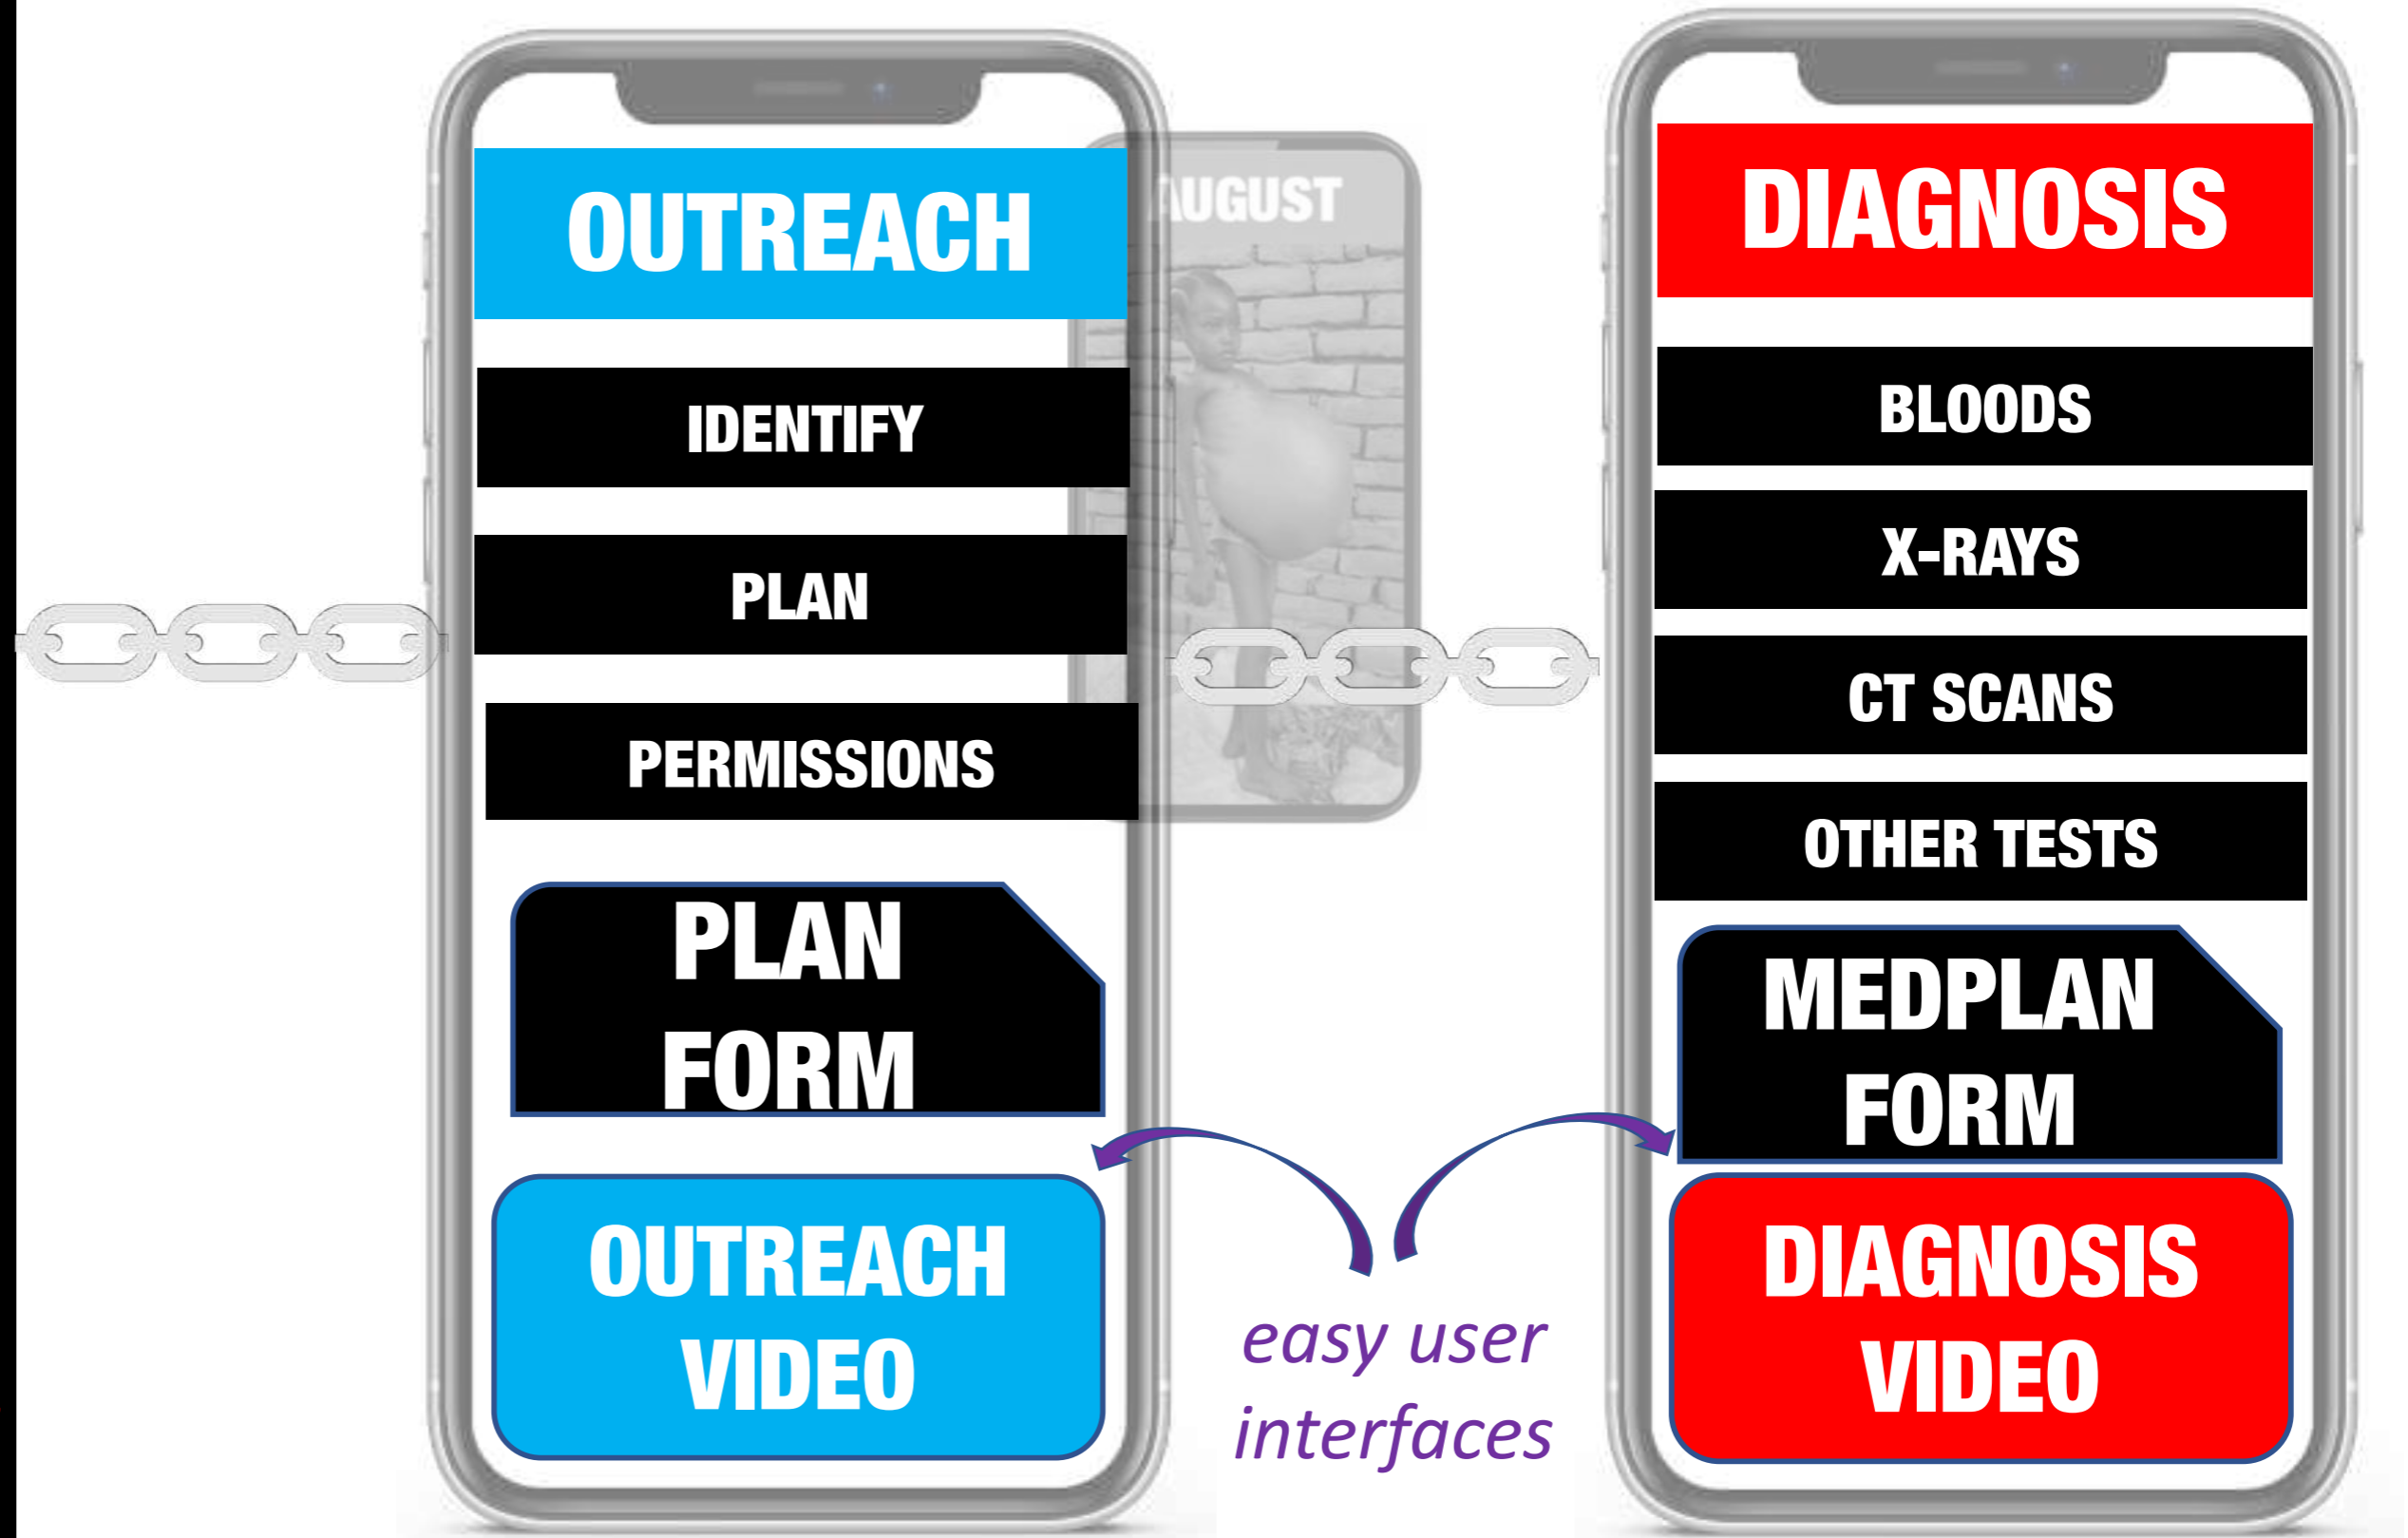 OUTREACH
IDENTIFY
PLAN
PERMISSIONS
PLAN
FORM
OUTREACH
VIDEO
AUGUST
easy user
interfaces
DIAGNOSIS
BLOODS
X-RAYS
CT SCANS
OTHER TESTS
MEDPLAN
FORM
DIAGNOSIS
VIDEO